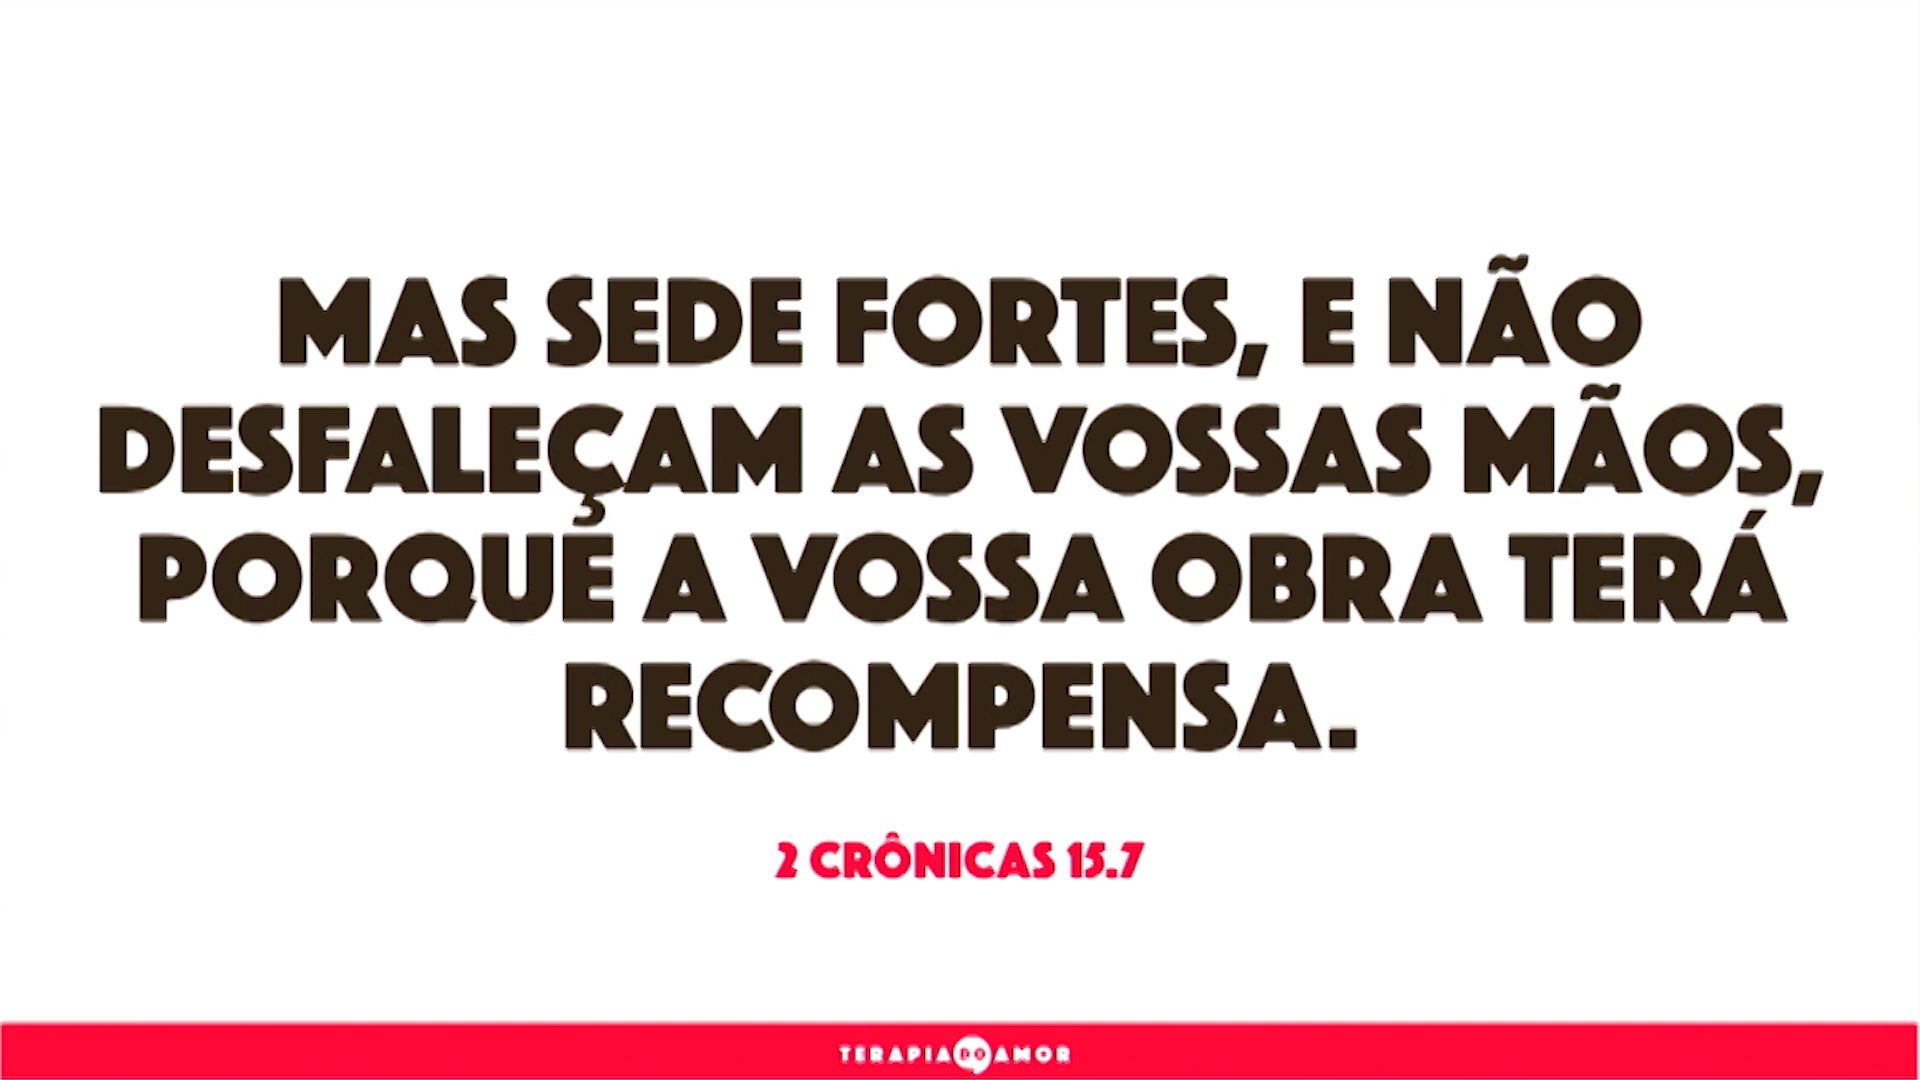 MAS SEDE FORTES, E NÃO
DESFALEÇAM AS VOSSAS MÃOS,
PORQUE A VOSSA OBRA TERÁ
RECOMPENSA.
2 CRÔNICAS 15.7
TERAPIA DO AMOR